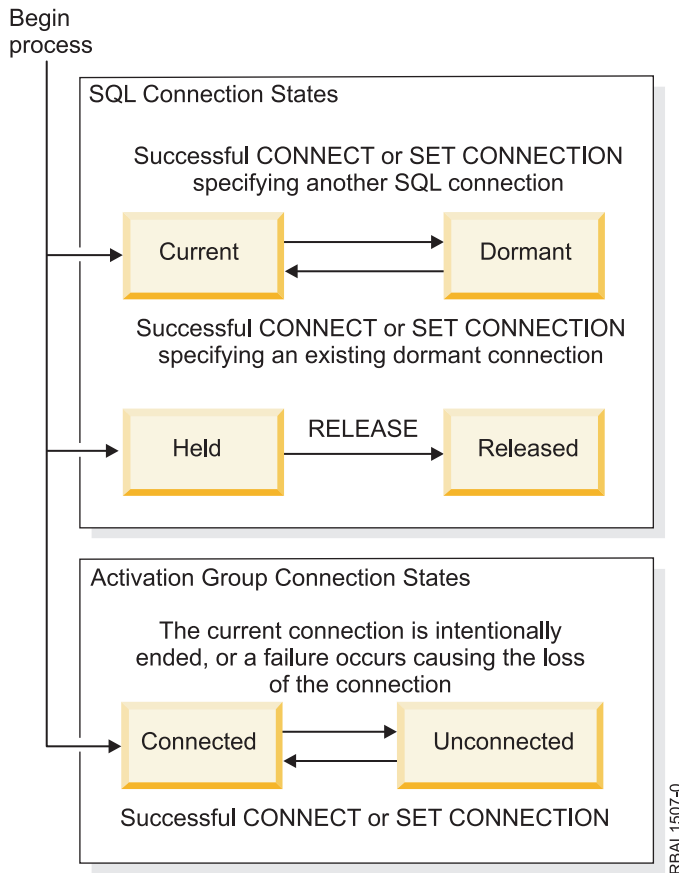 Begin
process
SQL Connection States
Successful CONNECT or SET CONNECTION
specifying another SQL connection
Current
Dormant
Successful CONNECT or SET CONNECTION
specifying an existing dormant connection
Held
RELEASE
Released
Activation Group Connection States
The current connection is intentionally
ended, or a failure occurs causing the loss
of the connection
Connected
Unconnected
Successful CONNECT or SET CONNECTION
RBAL1507-0